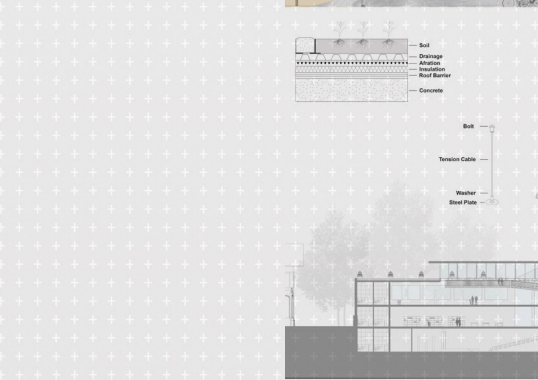 Soil
Drainage
Afration
Insulation
Roof Barrier
Concrete
Bolt
Tension Cable
Washer
Steel Plate